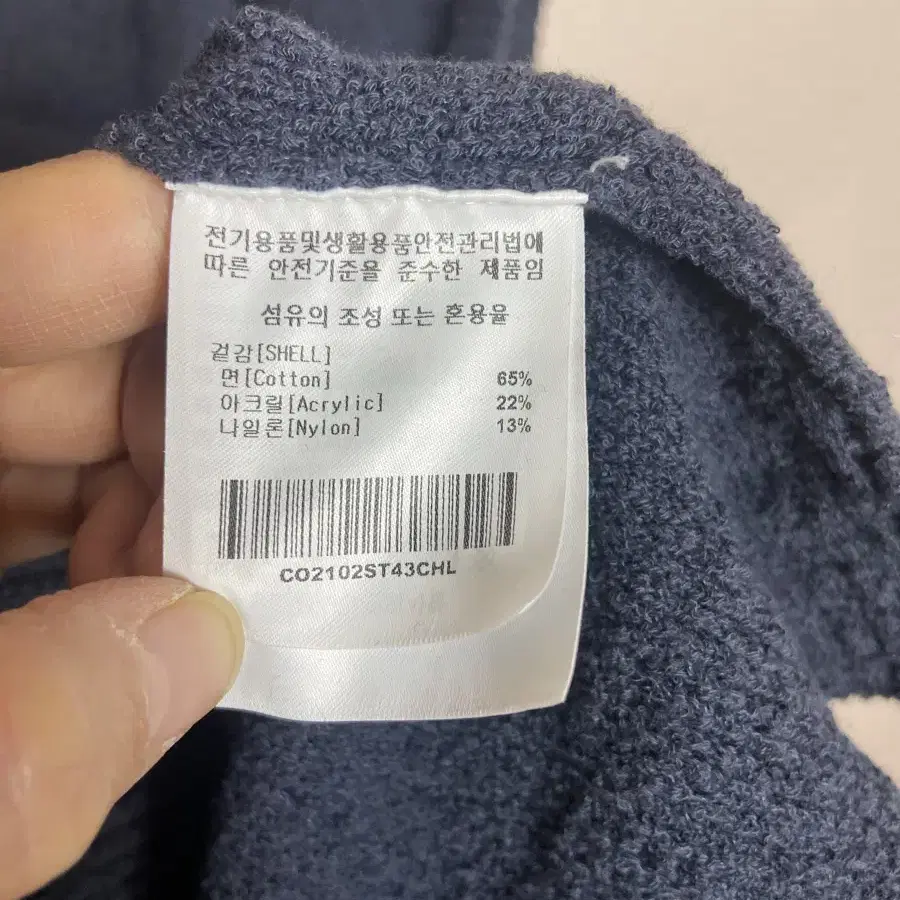 전기용품및생활용품안전관리법에
따른 안전기준을 준수한 제품임
섬유의 조성 또는 혼용율
겉감[SHELL]
면[Cotton] 65%
아크릴[Acrylic] 22%
나일론[Nylon] 13%
CO2102ST43CHL